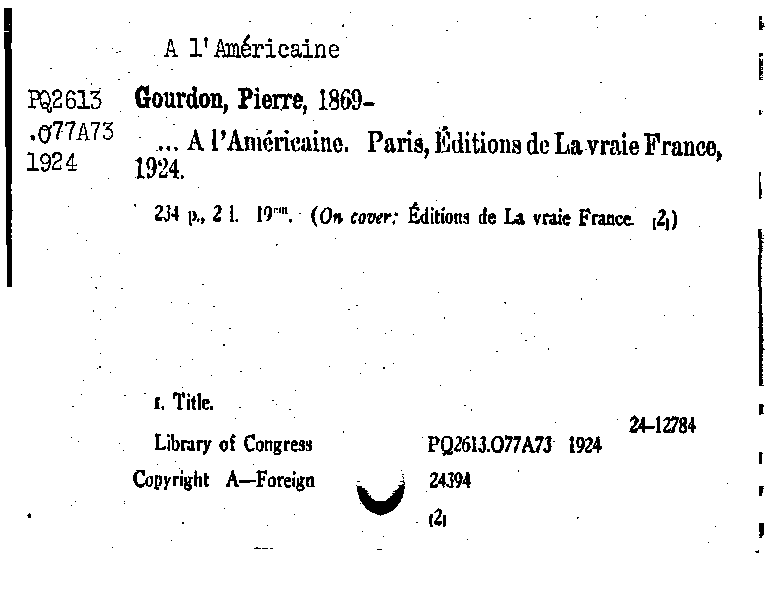 A l'Américaine
PQ2613 Gourdon, Pierre, 1869–
.O77A73 ... A l'Américaine. Paris, Éditions de La vraie France,
1924 1924.
234 p., 2 l. 19cm. (On cover: Éditions de La vraie France. [2])
I. Title.
24–12784
Library of Congress PQ2613.O77A73 1924
Copyright A—Foreign 24394
[2]